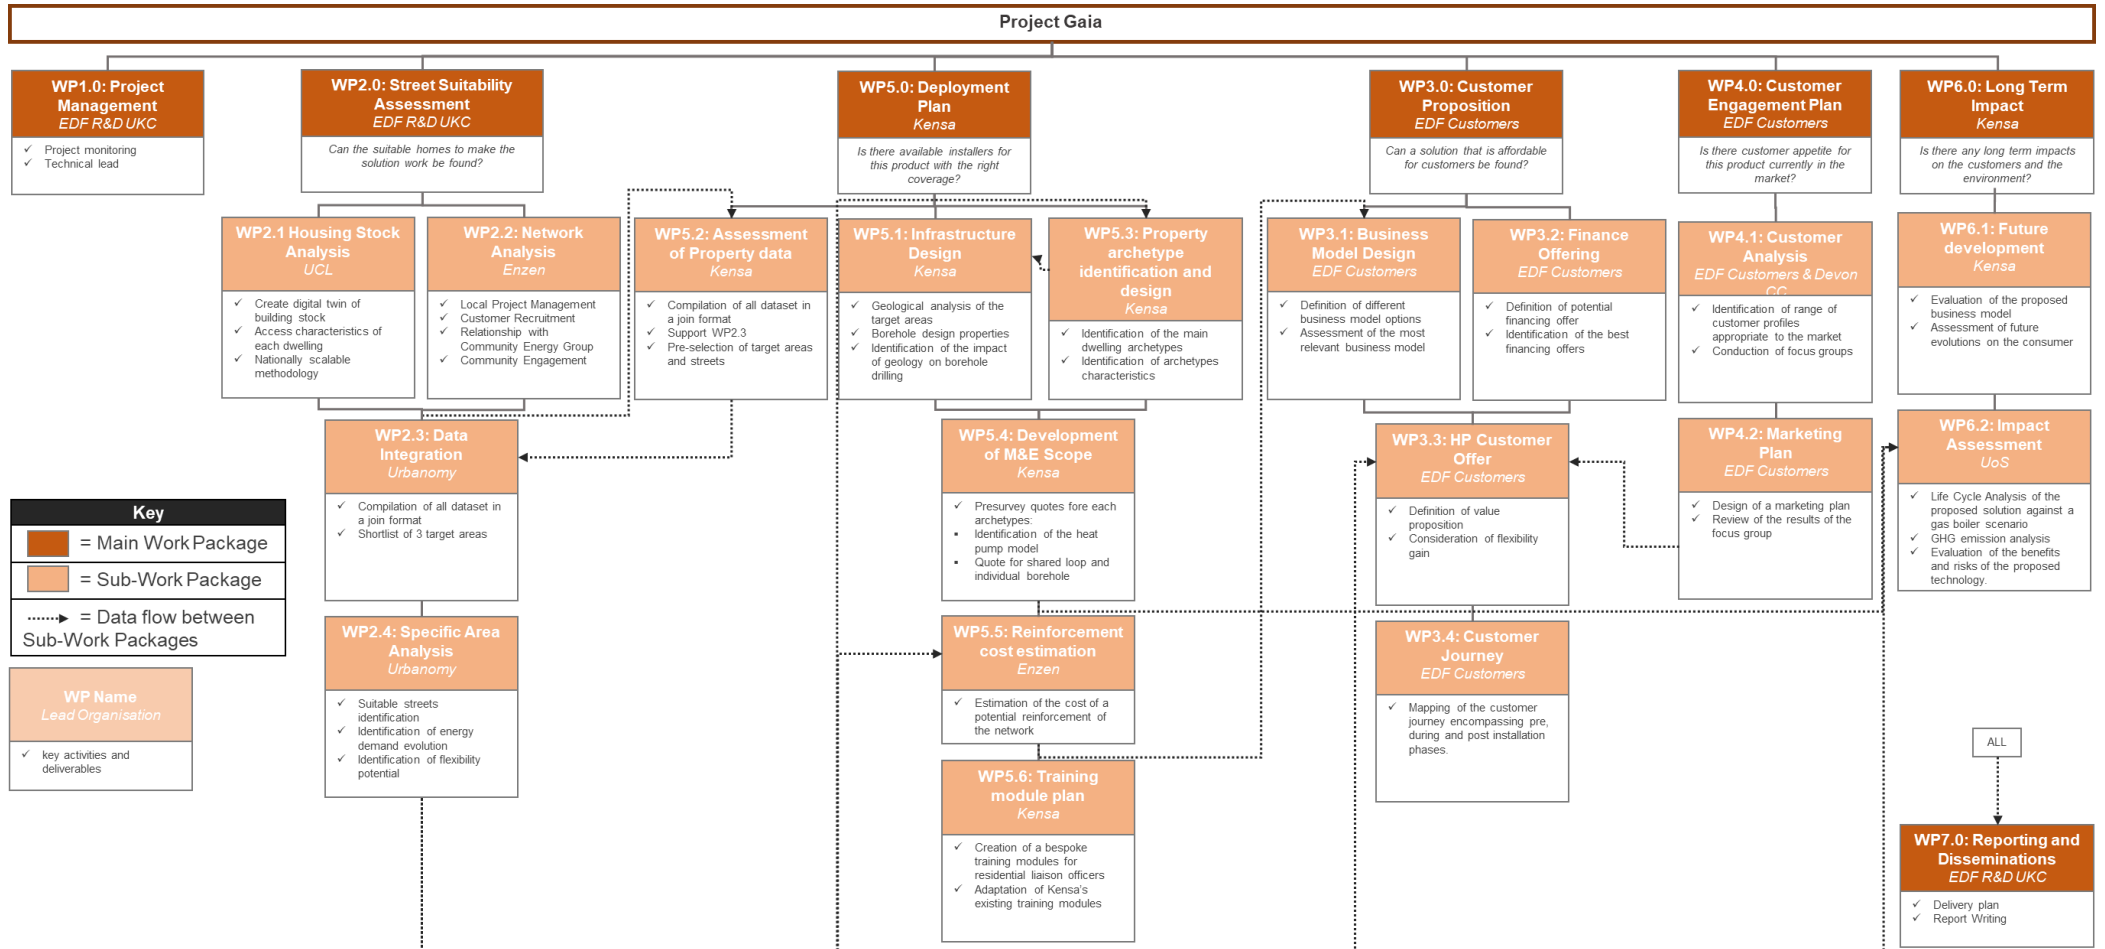 Project Gaia
WP1.0: Project
Management
EDF R&D UKC
✓ Project monitoring
✓ Technical lead
WP2.0: Street Suitability
Assessment
EDF R&D UKC
Can the suitable homes to make the
solution work be found?
WP5.0: Deployment
Plan
Kensa
Is there available installers for
this product with the right
coverage?
WP3.0: Customer
Proposition
EDF Customers
Can a solution that is affordable
for customers be found?
WP4.0: Customer
Engagement Plan
EDF Customers
Is there customer appetite for
this product currently in the
market?
WP6.0: Long Term
Impact
Kensa
Is there any long term impacts
on the customers and the
environment?
WP2.1 Housing Stock
Analysis
UCL
✓ Create digital twin of
building stock
✓ Access characteristics of
each dwelling
✓ Nationally scalable
methodology
WP2.2: Network
Analysis
Enzen
✓ Local Project Management
✓ Customer Recruitment
✓ Relationship with
Community Energy Group
✓ Community Engagement
WP5.2: Assessment
of Property data
Kensa
✓ Compilation of all dataset in
a join format
✓ Support WP2.3
✓ Pre-selection of target areas
and streets
WP5.1: Infrastructure
Design
Kensa
✓ Geological analysis of the
target areas
✓ Borehole design properties
✓ Identification of the impact
of geology on borehole
drilling
WP5.3: Property
archetype
identification and
design
Kensa
✓ Identification of the main
dwelling archetypes
✓ Identification of archetypes
characteristics
WP3.1: Business
Model Design
EDF Customers
✓ Definition of different
business model options
✓ Assessment of the most
relevant business model
WP3.2: Finance
Offering
EDF Customers
✓ Definition of potential
financing offer
✓ Identification of the best
financing offers
WP4.1: Customer
Analysis
EDF Customers & Devon
CC
✓ Identification of range of
customer profiles
appropriate to the market
✓ Conduction of focus groups
WP6.1: Future
development
Kensa
✓ Evaluation of the proposed
business model
✓ Assessment of future
evolutions on the consumer
WP2.3: Data
Integration
Urbanomy
✓ Compilation of all dataset in
a join format
✓ Shortlist of 3 target areas
WP5.4: Development
of M&E Scope
Kensa
✓ Presurvey quotes fore each
archetypes:
▪ Identification of the heat
pump model
▪ Quote for shared loop and
individual borehole
WP3.3: HP Customer
Offer
EDF Customers
✓ Definition of value
proposition
✓ Consideration of flexibility
gain
WP4.2: Marketing
Plan
EDF Customers
✓ Design of a marketing plan
✓ Review of the results of the
focus group
WP6.2: Impact
Assessment
UoS
✓ Life Cycle Analysis of the
proposed solution against a
gas boiler scenario
✓ GHG emission analysis
✓ Evaluation of the benefits
and risks of the proposed
technology.
Key
= Main Work Package
= Sub-Work Package
= Data flow between
Sub-Work Packages
WP Name
Lead Organisation
✓ key activities and
deliverables
WP2.4: Specific Area
Analysis
Urbanomy
✓ Suitable streets
identification
✓ Identification of energy
demand evolution
✓ Identification of flexibility
potential
WP5.5: Reinforcement
cost estimation
Enzen
✓ Estimation of the cost of a
potential reinforcement of
the network
WP3.4: Customer
Journey
EDF Customers
✓ Mapping of the customer
journey encompassing pre,
during and post installation
phases.
WP5.6: Training
module plan
Kensa
✓ Creation of a bespoke
training modules for
residential liaison officers
✓ Adaptation of Kensa's
existing training modules
ALL
WP7.0: Reporting and
Disseminations
EDF R&D UKC
✓ Delivery plan
✓ Report Writing